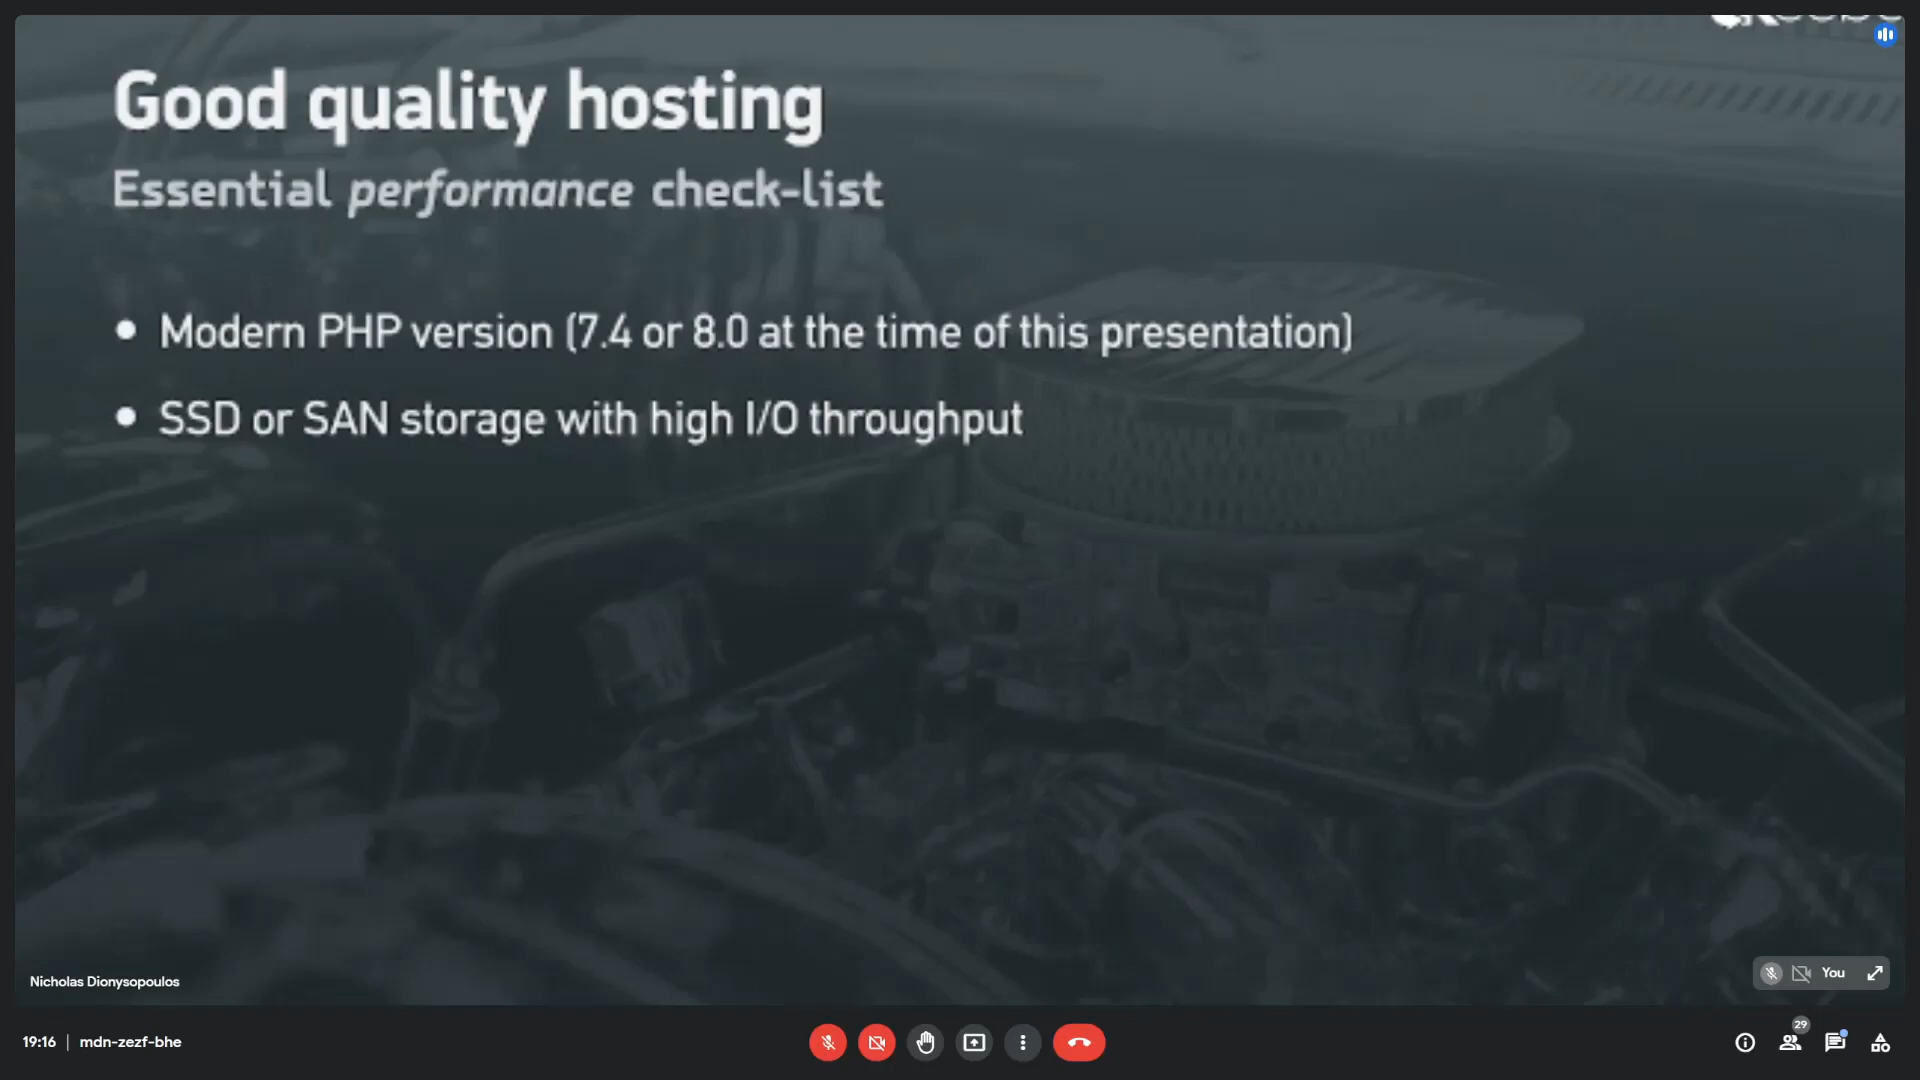 Good quality hosting
Essential performance check-list
• Modern PHP version (7.4 or 8.0 at the time of this presentation)
• SSD or SAN storage with high I/O throughput
Nicholas Dionysopoulos
You
19:16 | mdn-zezf-bhe
29